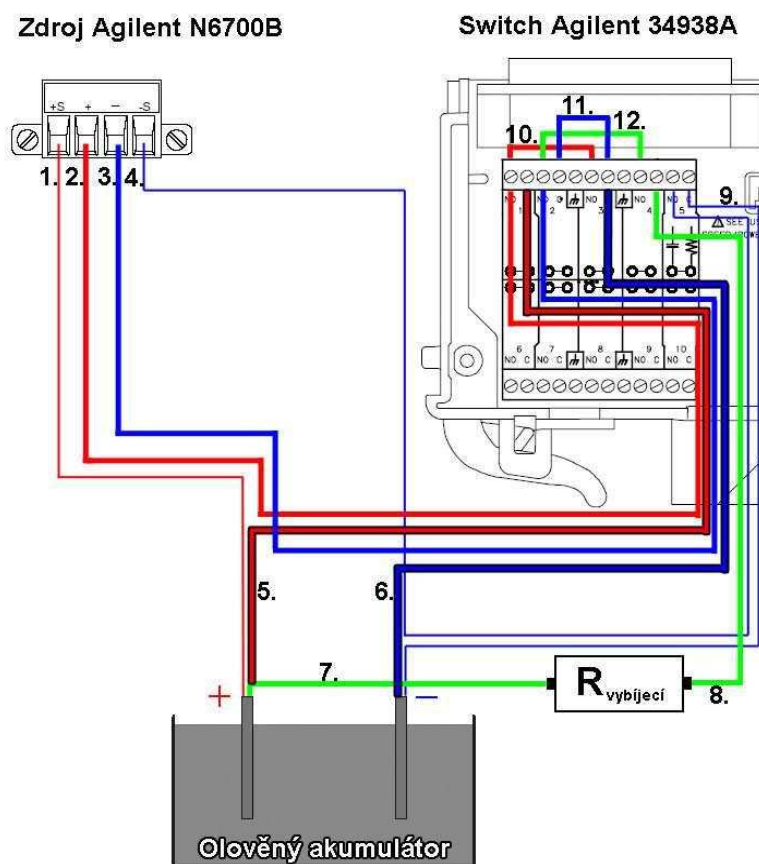 Zdroj Agilent N6700B
Switch Agilent 34938A
+S + − -S
1. 2. 3. 4.
11.
10. 12.
9.
NO 1 NO 2 C NO 3 NO 4 NO 5 C
⚠ SEE
6 7 8 9 10
NO C NO C NO C NO C NO C
5. 6.
7.
R vybíjecí
8.
+ −
Olověný akumulátor